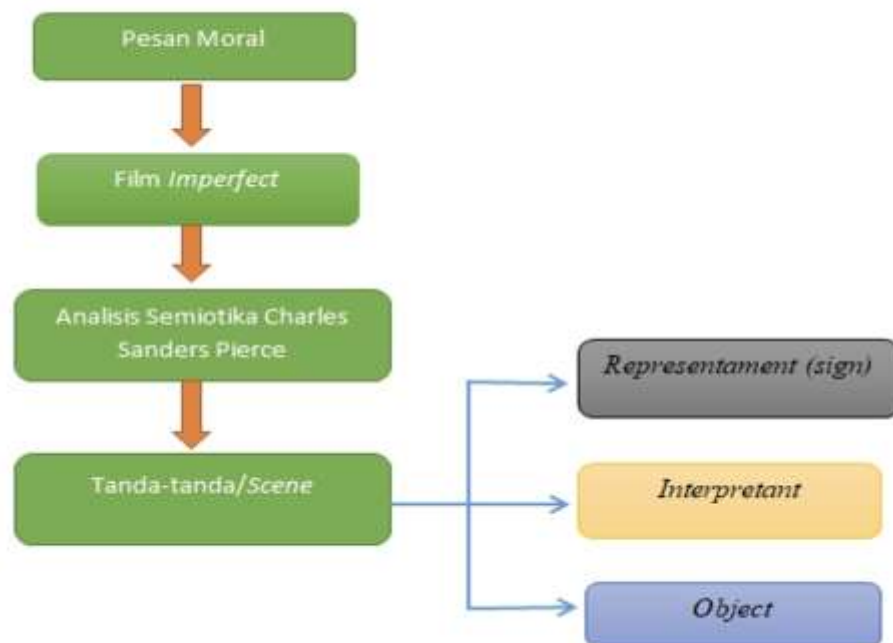 Pesan Moral
Film Imperfect
Analisis Semiotika Charles
Sanders Pierce
Tanda-tanda/Scene
Representament (sign)
Interpretant
Object